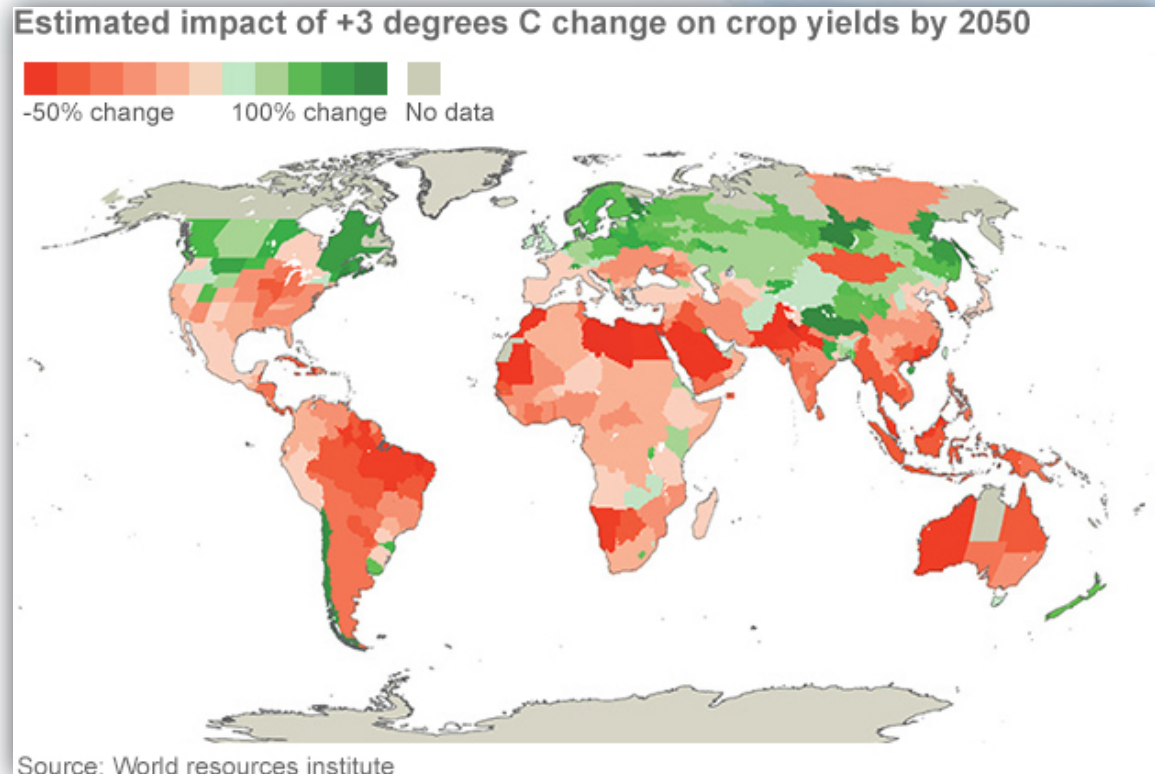 Estimated impact of +3 degrees C change on crop yields by 2050
-50% change 100% change No data
Source: World resources institute